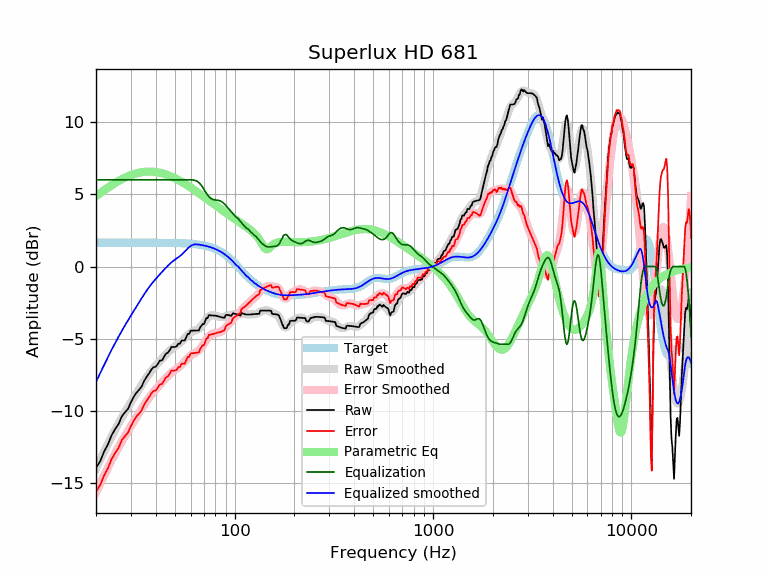 Superlux HD 681
Amplitude (dBr)
10
5
0
−5
−10
−15
Target
Raw Smoothed
Error Smoothed
Raw
Error
Parametric Eq
Equalization
Equalized smoothed
100
1000
10000
Frequency (Hz)